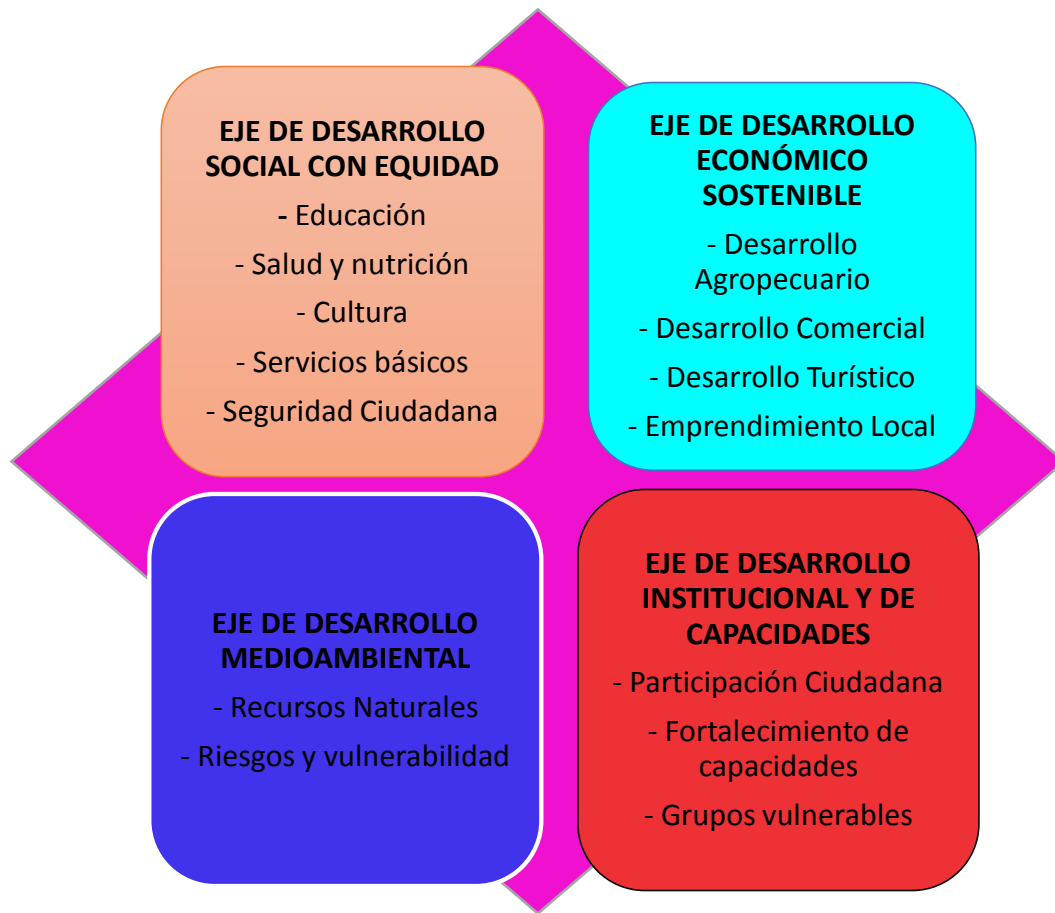 EJE DE DESARROLLO
SOCIAL CON EQUIDAD
- Educación
- Salud y nutrición
- Cultura
- Servicios básicos
- Seguridad Ciudadana
EJE DE DESARROLLO
ECONÓMICO
SOSTENIBLE
- Desarrollo
Agropecuario
- Desarrollo Comercial
- Desarrollo Turístico
- Emprendimiento Local
EJE DE DESARROLLO
MEDIOAMBIENTAL
- Recursos Naturales
- Riesgos y vulnerabilidad
EJE DE DESARROLLO
INSTITUCIONAL Y DE
CAPACIDADES
- Participación Ciudadana
- Fortalecimiento de
capacidades
- Grupos vulnerables